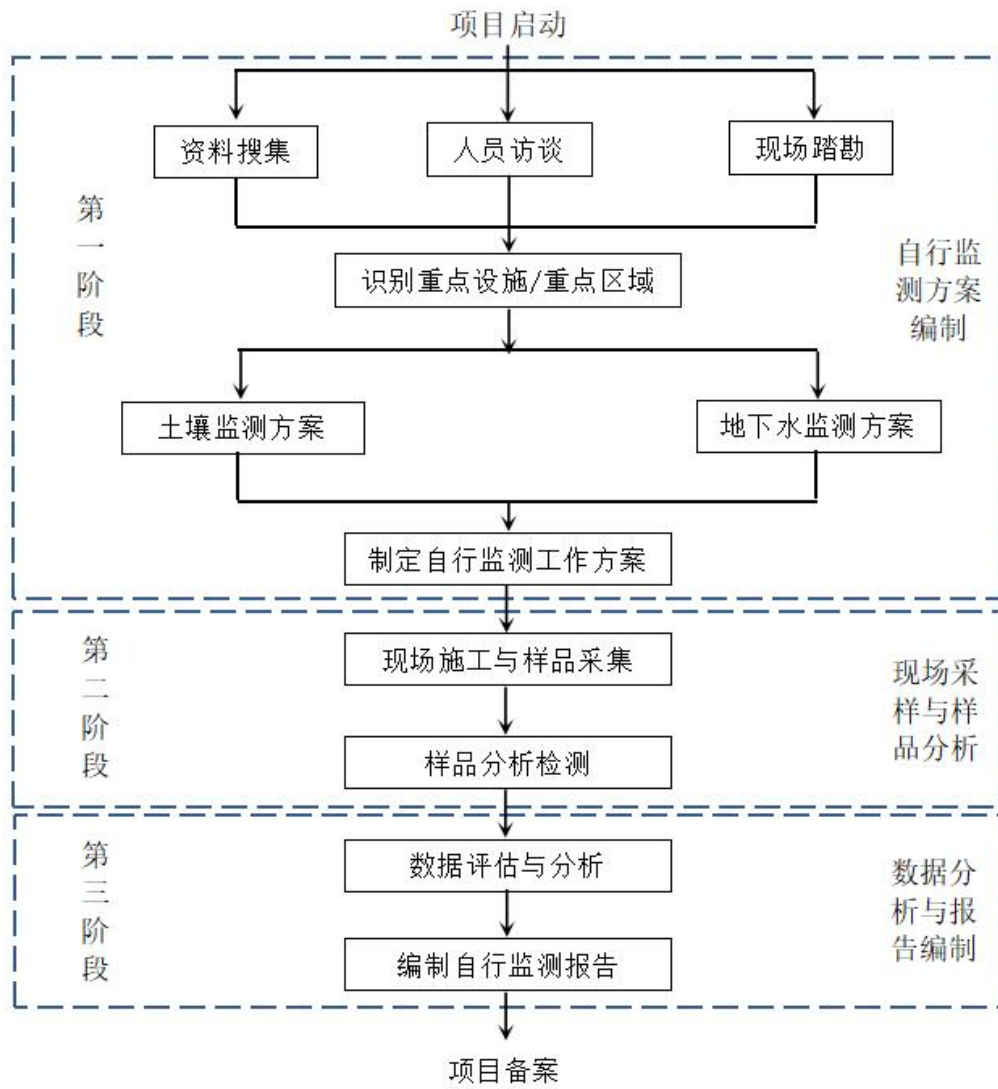 项目启动
资料搜集
人员访谈
现场踏勘
第一阶段
识别重点设施/重点区域
自行监
测方案
编制
土壤监测方案
地下水监测方案
制定自行监测工作方案
第二阶段
现场施工与样品采集
样品分析检测
现场采
样与样
品分析
第三阶段
数据评估与分析
编制自行监测报告
数据分
析与报
告编制
项目备案